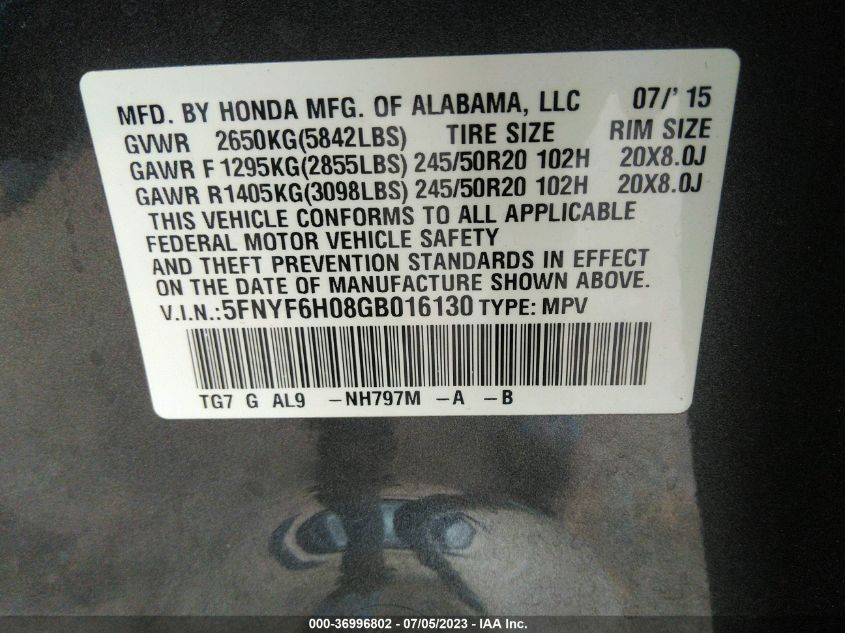 MFD. BY HONDA MFG. OF ALABAMA, LLC 07/' 15
GVWR 2650KG(5842LBS) TIRE SIZE RIM SIZE
GAWR F 1295KG(2855LBS) 245/50R20 102H 20X8.0J
GAWR R1405KG(3098LBS) 245/50R20 102H 20X8.0J
THIS VEHICLE CONFORMS TO ALL APPLICABLE
FEDERAL MOTOR VEHICLE SAFETY
AND THEFT PREVENTION STANDARDS IN EFFECT
ON THE DATE OF MANUFACTURE SHOWN ABOVE.
V.I.N.:5FNYF6H08GB016130 TYPE: MPV
TG7 G AL9 -NH797M -A -B
000-36996802 - 07/05/2023 - IAA Inc.